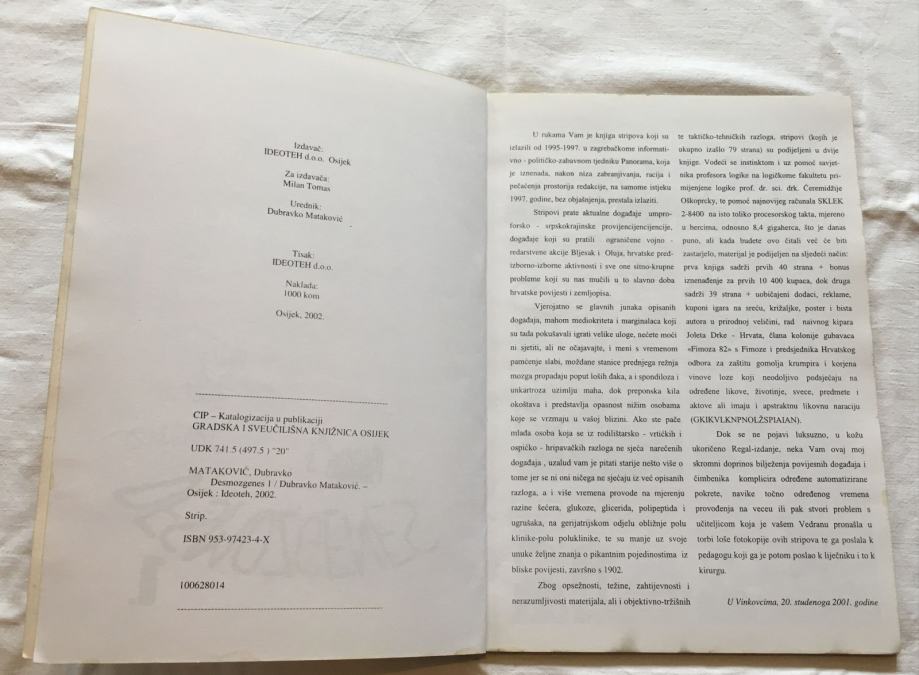 Izdavač:
IDEOTEH d.o.o. Osijek
Za izdavača:
Milan Tomas
Urednik:
Dubravko Mataković
Tisak:
IDEOTEH d.o.o.
Naklada:
1000 kom
Osijek, 2002.
CIP – Katalogizacija u publikaciji
GRADSKA I SVEUČILIŠNA KNJIŽNICA OSIJEK
UDK 741.5 (497.5 ) "20"
MATAKOVIĆ, Dubravko
Desmozgenes 1 / Dubravko Mataković. –
Osijek : Ideoteh, 2002.
Strip.
ISBN 953-97423-4-X
100628014
U rukama Vam je knjiga stripova koji su
izlazili od 1995-1997. u zagrebačkome informati-
vno - političko-zabavnom tjedniku Panorama, koja
je iznenada, nakon niza zabranjivanja, racija i
pečaćenja prostorija redakcije, na samome istjeku
1997. godine, bez objašnjenja, prestala izlaziti.
Stripovi prate aktualne događaje umpro-
forsko - srpskokrajinske provijencijencijencije,
događaje koji su pratili ograničene vojno -
redarstvene akcije Bljesak i Oluja, hrvatske pred-
izborno-izborne aktivnosti i sve one sitno-krupne
probleme koji su nas mučili u to slavno doba
hrvatske povijesti i zemljopisa.
Vjerojatno se glavnih junaka opisanih
događaja, mahom mediokriteta i marginalaca koji
su tada pokušavali igrati velike uloge, nećete moći
ni sjetiti, ali ne očajavajte, i meni s vremenom
pamćenje slabi, moždane stanice prednjega režnja
mozga propadaju poput loših đaka, a i spondiloza i
unkartroza uzimlju maha, dok preponska kila
okoštava i predstavlja opasnost nižim osobama
koje se vrzmaju u vašoj blizini. Ako ste pače
mlada osoba koja se iz rodilištarsko - vrtićkih i
ospičko - hripavačkih razloga ne sjeća narečenih
događaja , uzalud vam je pitati starije nešto više o
tome jer se ni oni ničega ne sjećaju iz već opisanih
razloga, a i više vremena provode na mjerenju
razine šećera, glukoze, glicerida, polipeptida i
ugrušaka, na gerijatrijskom odjelu obližnje polu
klinike-polu poluklinike, te su manje uz svoje
unuke željne znanja o pikantnim pojedinostima iz
bliske povijesti, završno s 1902.
Zbog opsežnosti, težine, zahtijevnosti i
nerazumljivosti materijala, ali i objektivno-tržišnih
te taktičko-tehničkih razloga, stripovi (kojih je
ukupno izašlo 79 strana) su podijeljeni u dvije
knjige. Vodeći se instinktom i uz pomoć savjet-
nika profesora logike na logičkome fakultetu pri-
mijenjene logike prof. dr. sci. drk. Ćeremidžije
Oškoprcky, te pomoć najnovijeg računala SKLEK
2-8400 na isto toliko procesorskog takta, mjereno
u hercima, odnosno 8,4 gigaherca, što je danas
puno, ali kada budete ovo čitali već će biti
zastarjelo, materijal je podijeljen na sljedeći način:
prva knjiga sadrži prvih 40 strana + bonus
iznenađenje za prvih 10 400 kupaca, dok druga
sadrži 39 strana + uobičajeni dodaci, reklame,
kuponi igara na sreću, križaljke, poster i bista
autora u prirodnoj veličini, rad naivnog kipara
Joleta Drke - Hrvata, člana kolonije gubavaca
«Fimoza 82» s Fimoze i predsjednika Hrvatskog
odbora za zaštitu gomolja krumpira i korjena
vinove loze koji neodoljivo podsjećaju na
određene likove, životinje, svece, predmete i
aktove ali imaju i apstraktnu likovnu naraciju
(GKIKVLKNPNOLŽSPIAIAN).
Dok se ne pojavi luksuzno, u kožu
ukoričeno Regal-izdanje, neka Vam ovaj moj
skromni doprinos bilježenja povijesnih događaja i
čimbenika komplicira određene automatizirane
pokrete, navike točno određenog vremena
provođenja na veceu ili pak stvori problem s
učiteljicom koja je vašem Vedranu pronašla u
torbi loše fotokopije ovih stripova te ga poslala k
pedagogu koji ga je potom poslao k liječniku i to k
kirurgu.
U Vinkovcima, 20. studenoga 2001. godine